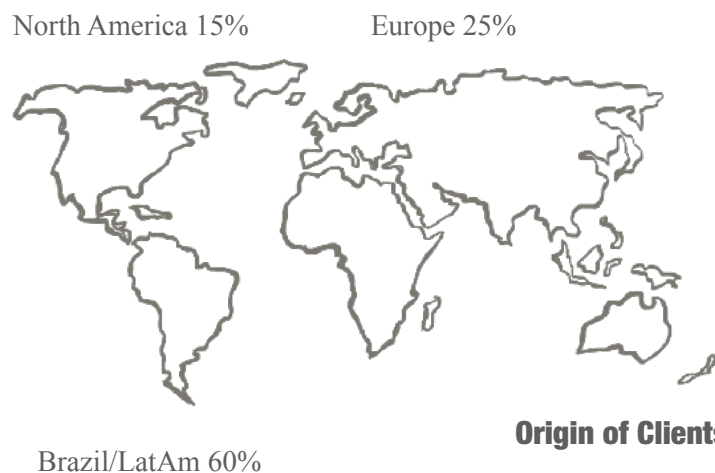 North America 15%
Europe 25%
Origin of Clients
Brazil/LatAm 60%